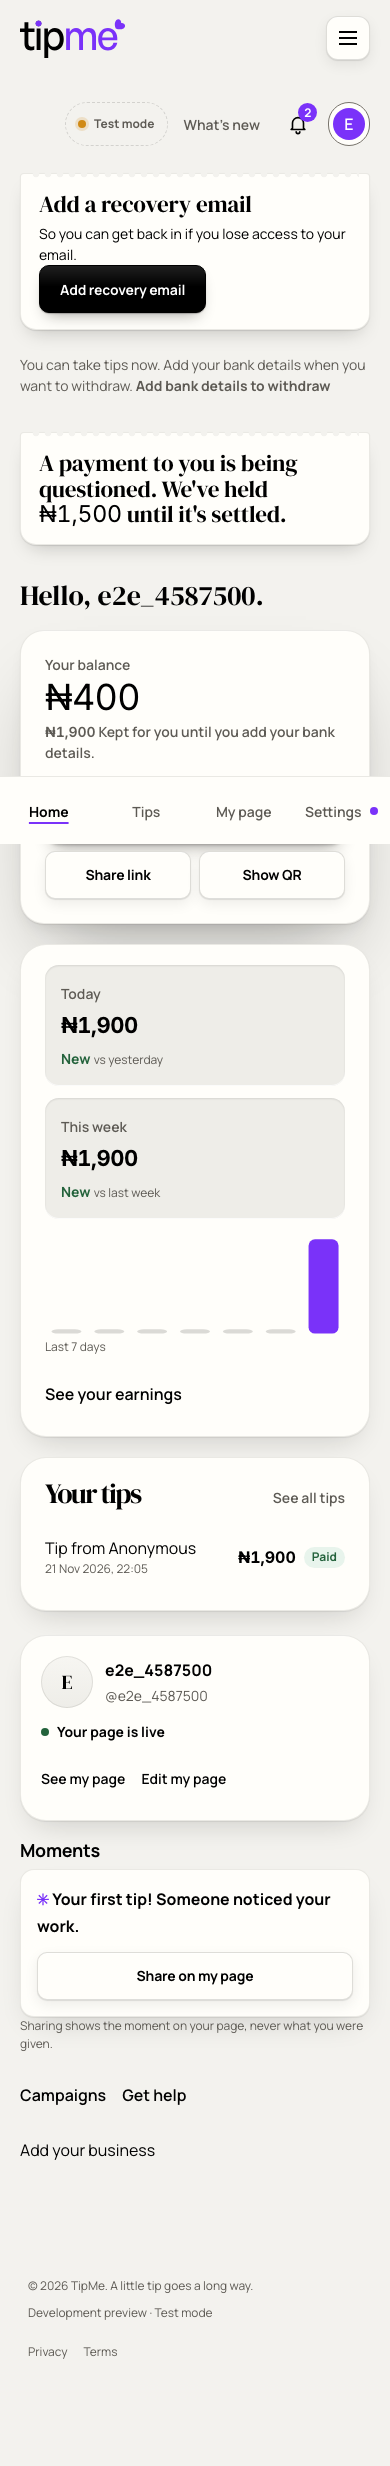 tipme
Test mode
What's new
2
E
Add a recovery email
So you can get back in if you lose access to your
email.
Add recovery email
You can take tips now. Add your bank details when you
want to withdraw. Add bank details to withdraw
A payment to you is being
questioned. We've held
₦1,500 until it's settled.
Hello, e2e_4587500.
Your balance
₦400
₦1,900 Kept for you until you add your bank
details.
Home
Tips
My page
Settings
Share link
Show QR
Today
₦1,900
New vs yesterday
This week
₦1,900
New vs last week
Last 7 days
See your earnings
Your tips
See all tips
Tip from Anonymous
21 Nov 2026, 22:05
₦1,900
Paid
E
e2e_4587500
@e2e_4587500
Your page is live
See my page
Edit my page
Moments
Your first tip! Someone noticed your
work.
Share on my page
Sharing shows the moment on your page, never what you were
given.
Campaigns
Get help
Add your business
© 2026 TipMe. A little tip goes a long way.
Development preview · Test mode
Privacy
Terms